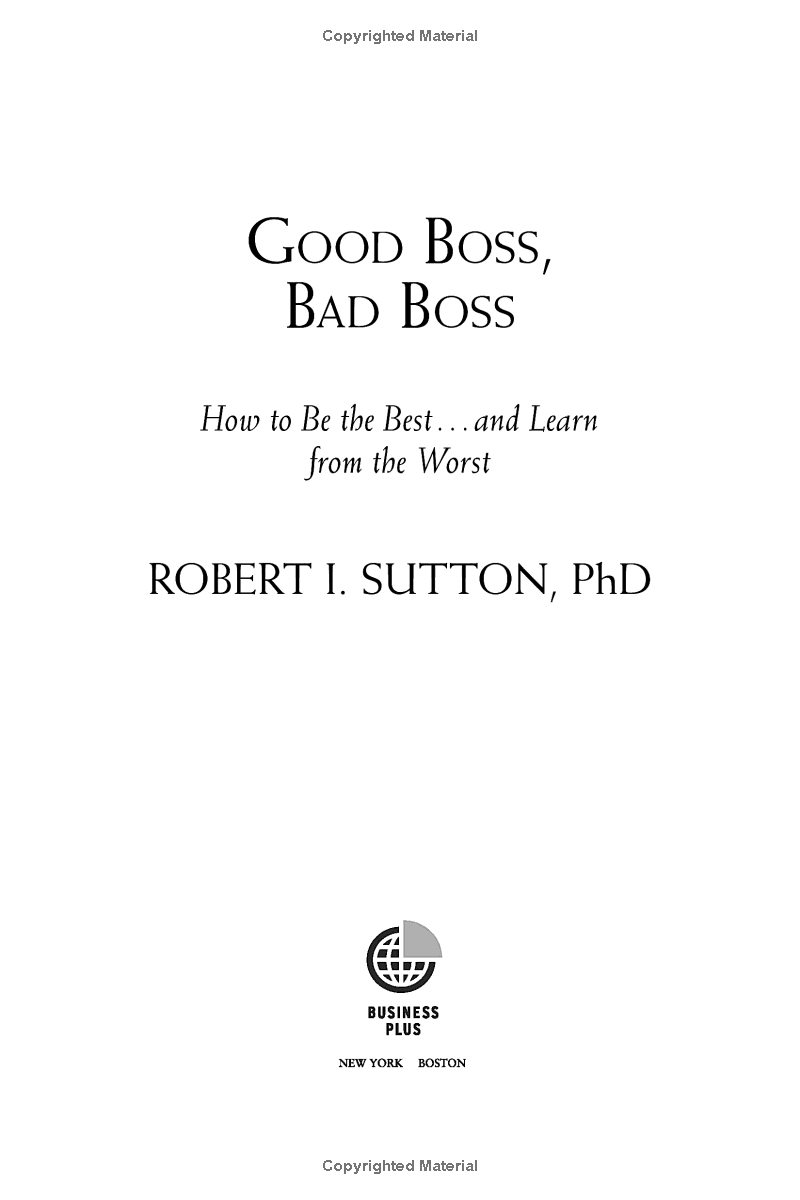 Copyrighted Material
GOOD BOSS,
BAD BOSS
How to Be the Best...and Learn
from the Worst
ROBERT I. SUTTON, PhD
BUSINESS
PLUS
NEW YORK BOSTON
Copyrighted Material